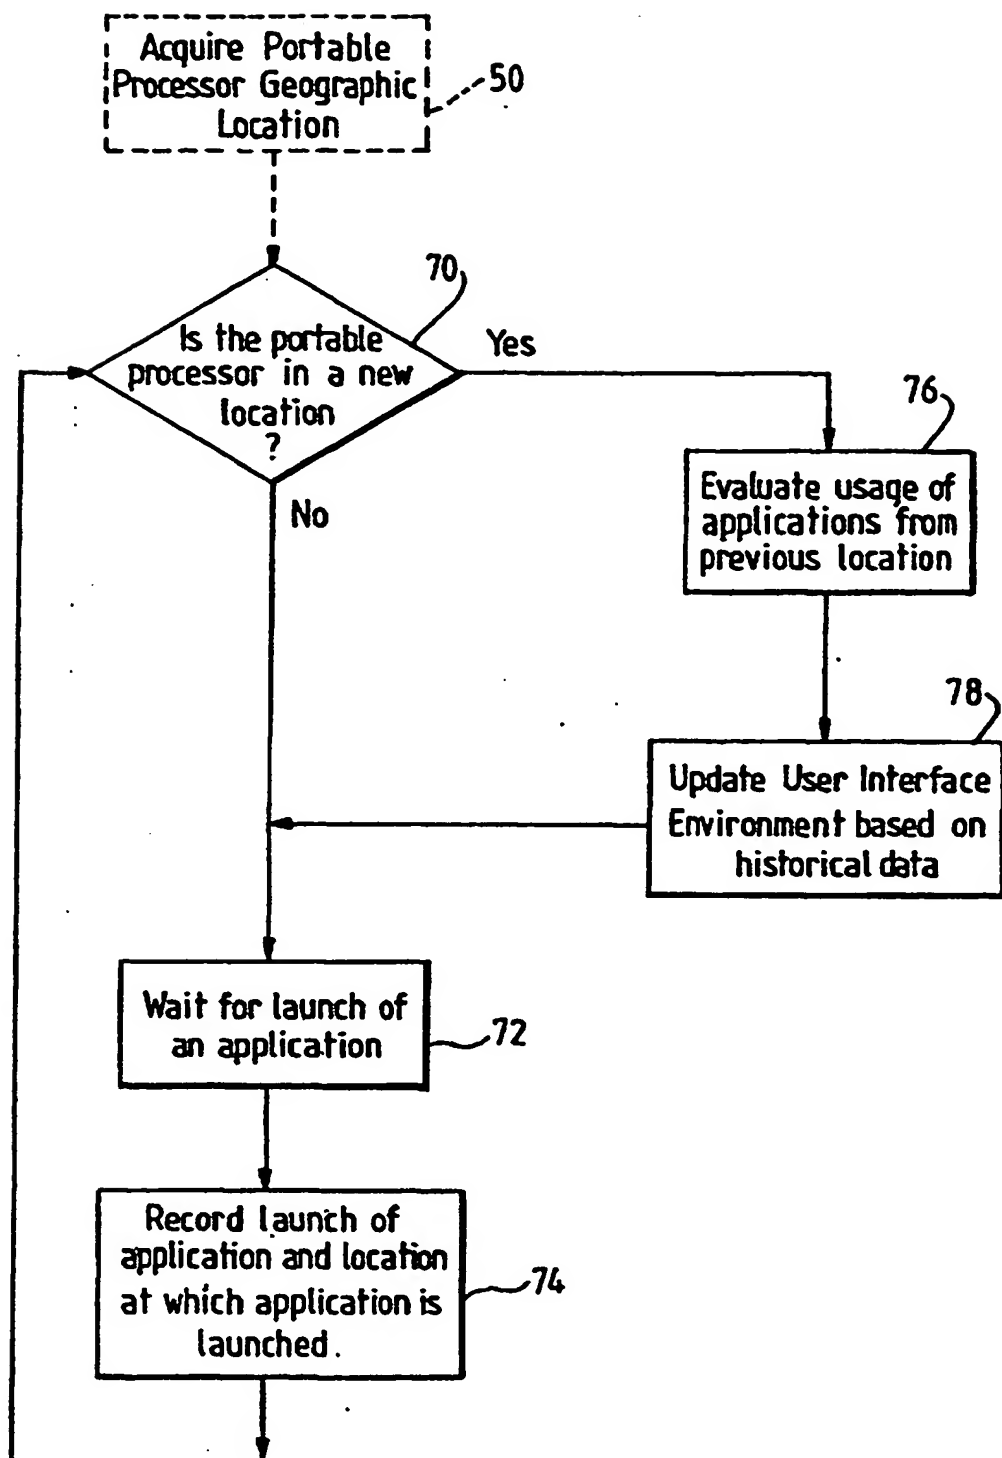 Acquire Portable
Processor Geographic
Location
50
70
Is the portable
processor in a new
location
?
Yes
No
76
Evaluate usage of
applications from
previous location
78
Update User Interface
Environment based on
historical data
Wait for launch of
an application
72
Record launch of
application and location
at which application is
launched.
74